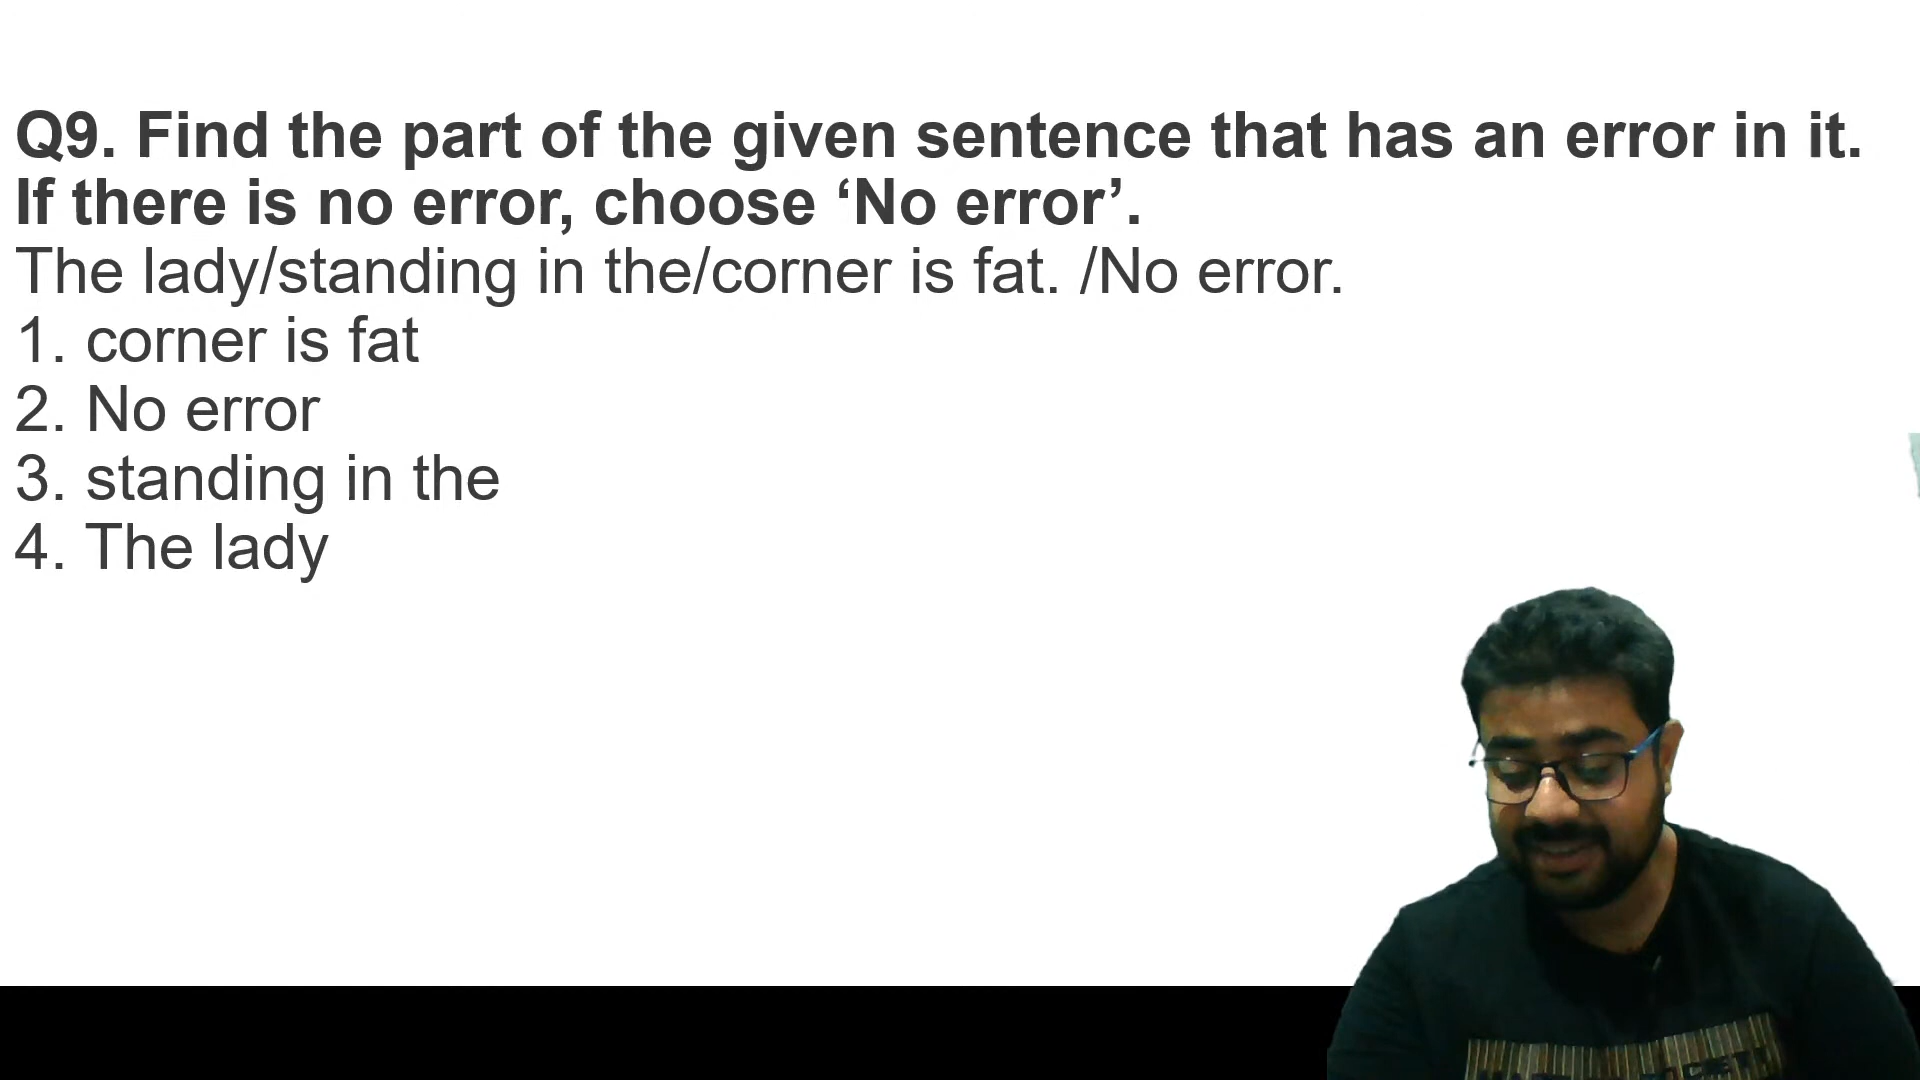 Q9. Find the part of the given sentence that has an error in it.
If there is no error, choose ‘No error’.
The lady/standing in the/corner is fat. /No error.
1. corner is fat
2. No error
3. standing in the
4. The lady